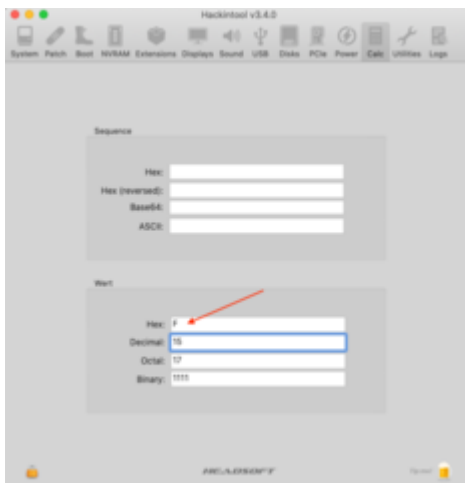 Hackintool v3.4.0
System Patch Boot NVRAM Extensions Displays Sound USB Disks PCIe Power Calc Utilities Logs
Sequence
Hex:
Hex (reversed):
Base64:
ASCII:
Wert
Hex: F
Decimal: 15
Octal: 17
Binary: 1111
HEADSOFT